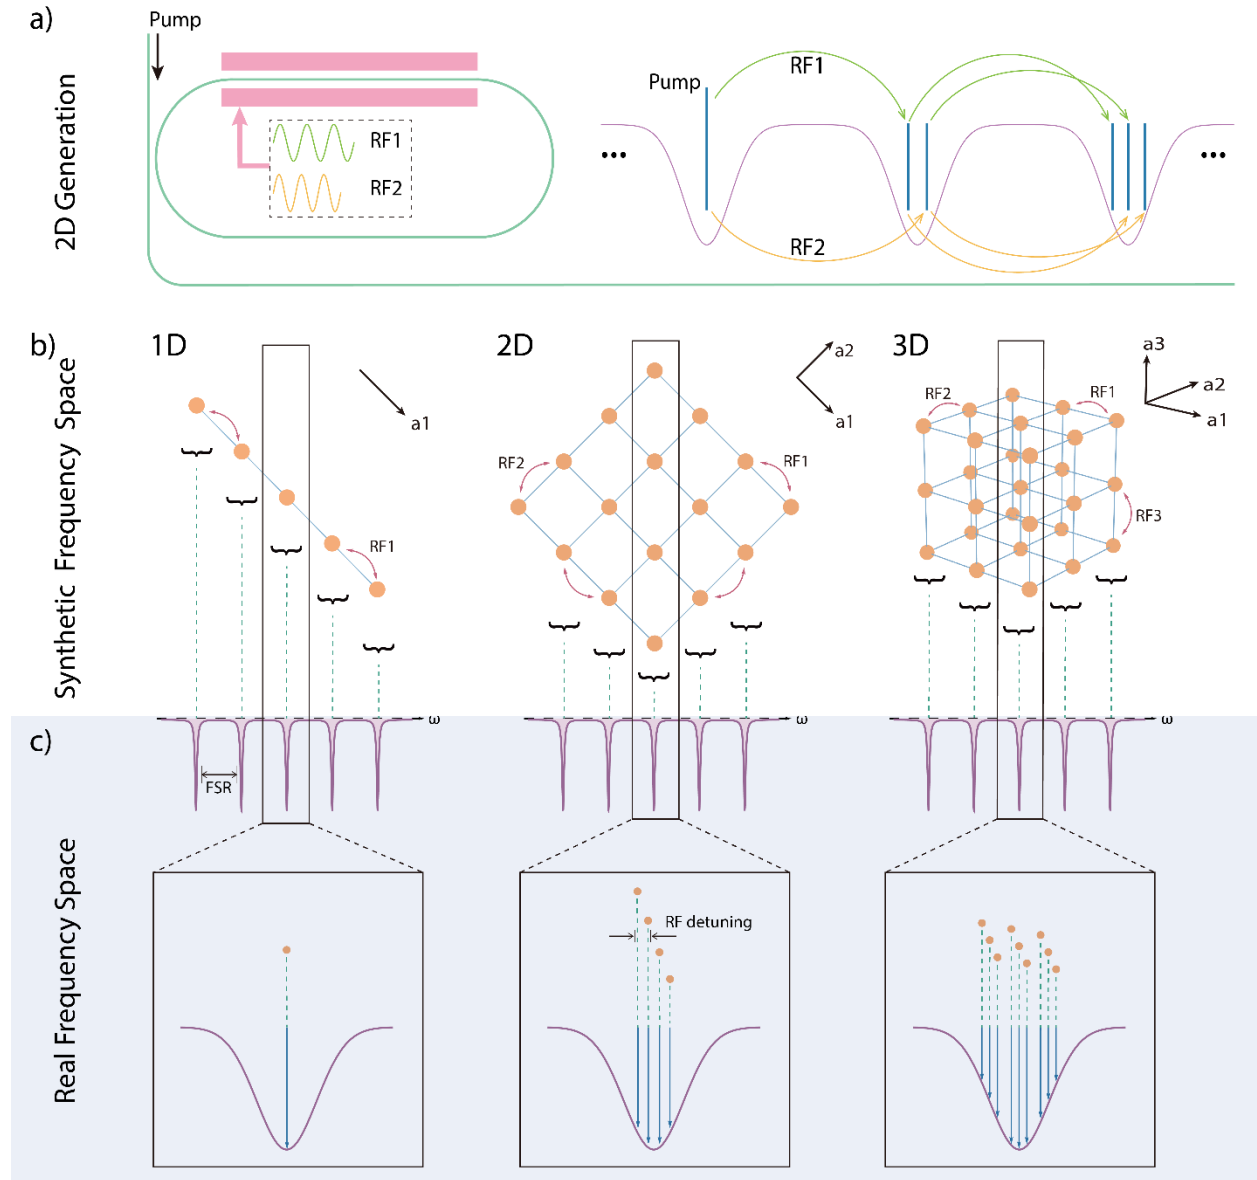 a)
Pump
2D Generation
RF1
RF2
Pump
RF1
RF2
...
...
b)
Synthetic Frequency Space
1D
a1
RF1
2D
a2
a1
RF2
RF1
3D
a3
a2
a1
RF2
RF1
RF3
ω
ω
ω
c)
Real Frequency Space
FSR
RF detuning